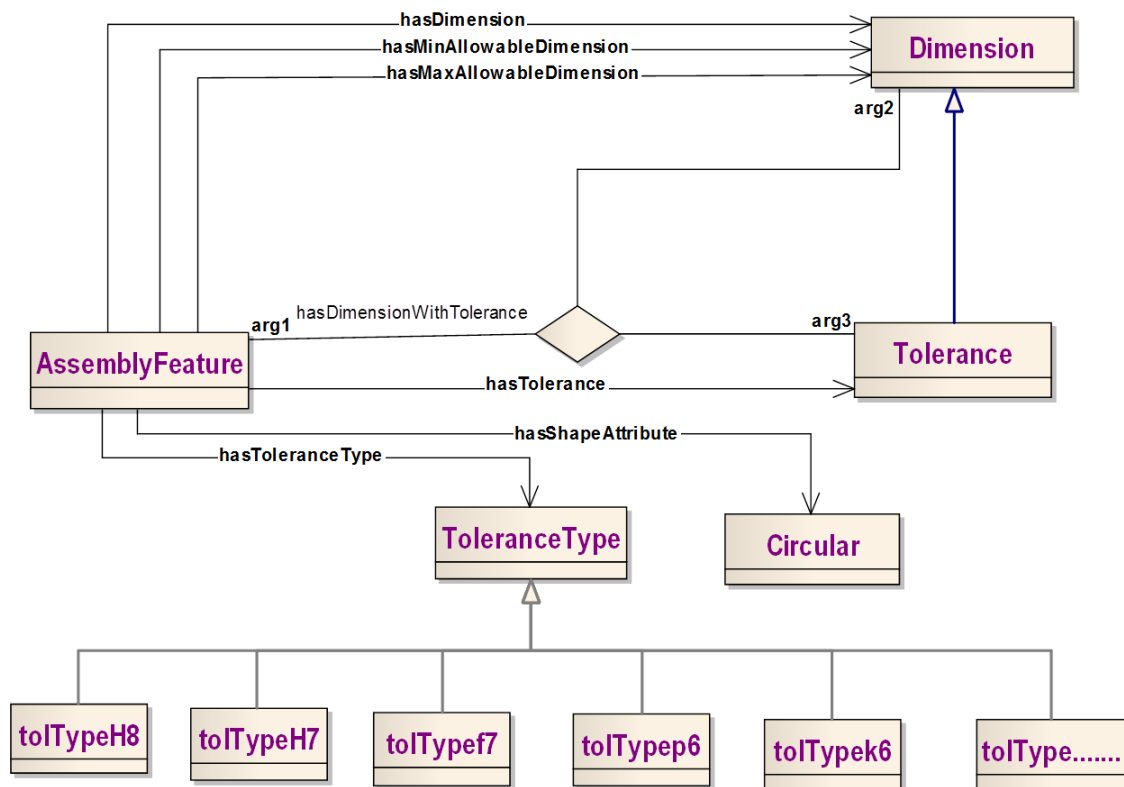 hasDimension
hasMinAllowableDimension
hasMaxAllowableDimension
Dimension
arg2
hasDimensionWithTolerance
arg1
arg3
AssemblyFeature
Tolerance
hasTolerance
hasShapeAttribute
hasToleranceType
ToleranceType
Circular
tolTypeH8
tolTypeH7
tolTypef7
tolTypep6
tolTypek6
tolType.......